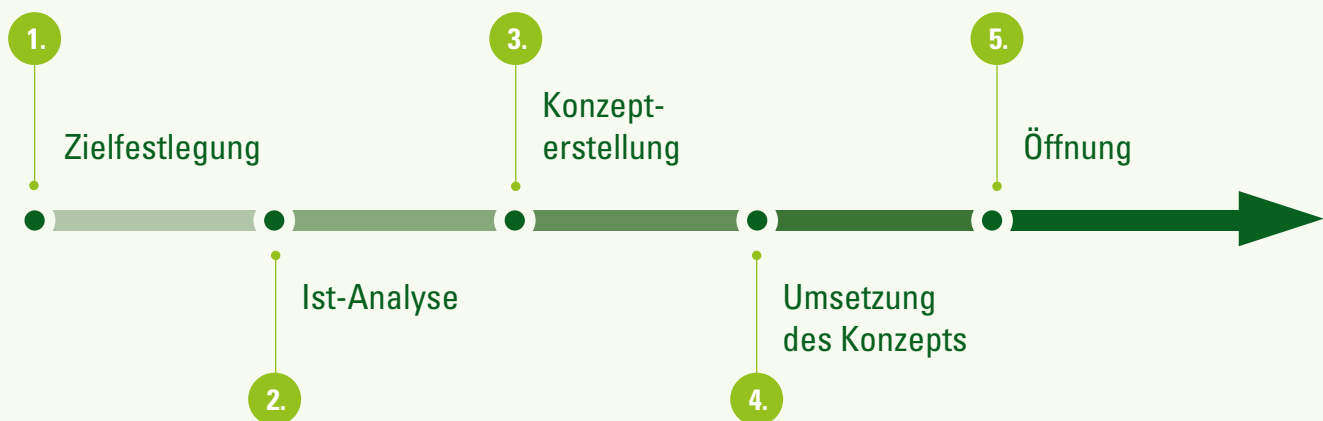 1.
Zielfestlegung
2.
Ist-Analyse
3.
Konzept-
erstellung
4.
Umsetzung
des Konzepts
5.
Öffnung